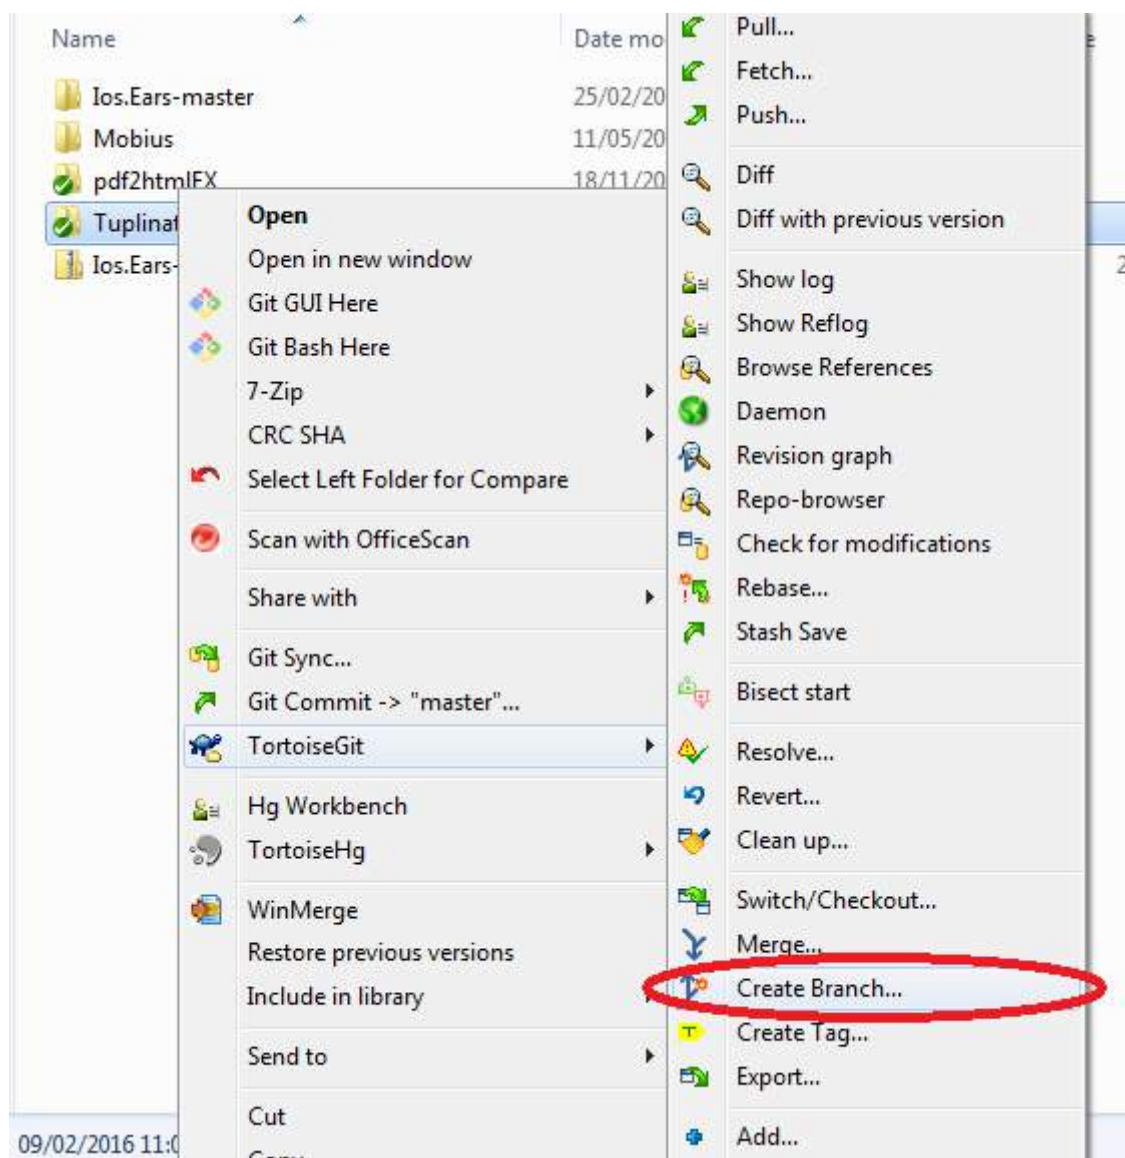 Name
Date mo
Ios.Ears-master
25/02/20
Mobius
11/05/20
pdf2htmlEX
18/11/20
Tuplinat
Ios.Ears-
2
Open
Open in new window
Git GUI Here
Git Bash Here
7-Zip
CRC SHA
Select Left Folder for Compare
Scan with OfficeScan
Share with
Git Sync...
Git Commit -> "master"...
TortoiseGit
Hg Workbench
TortoiseHg
WinMerge
Restore previous versions
Include in library
Send to
Cut
Copy
Pull...
Fetch...
Push...
Diff
Diff with previous version
Show log
Show Reflog
Browse References
Daemon
Revision graph
Repo-browser
Check for modifications
Rebase...
Stash Save
Bisect start
Resolve...
Revert...
Clean up...
Switch/Checkout...
Merge...
Create Branch...
Create Tag...
Export...
Add...
09/02/2016 11:0